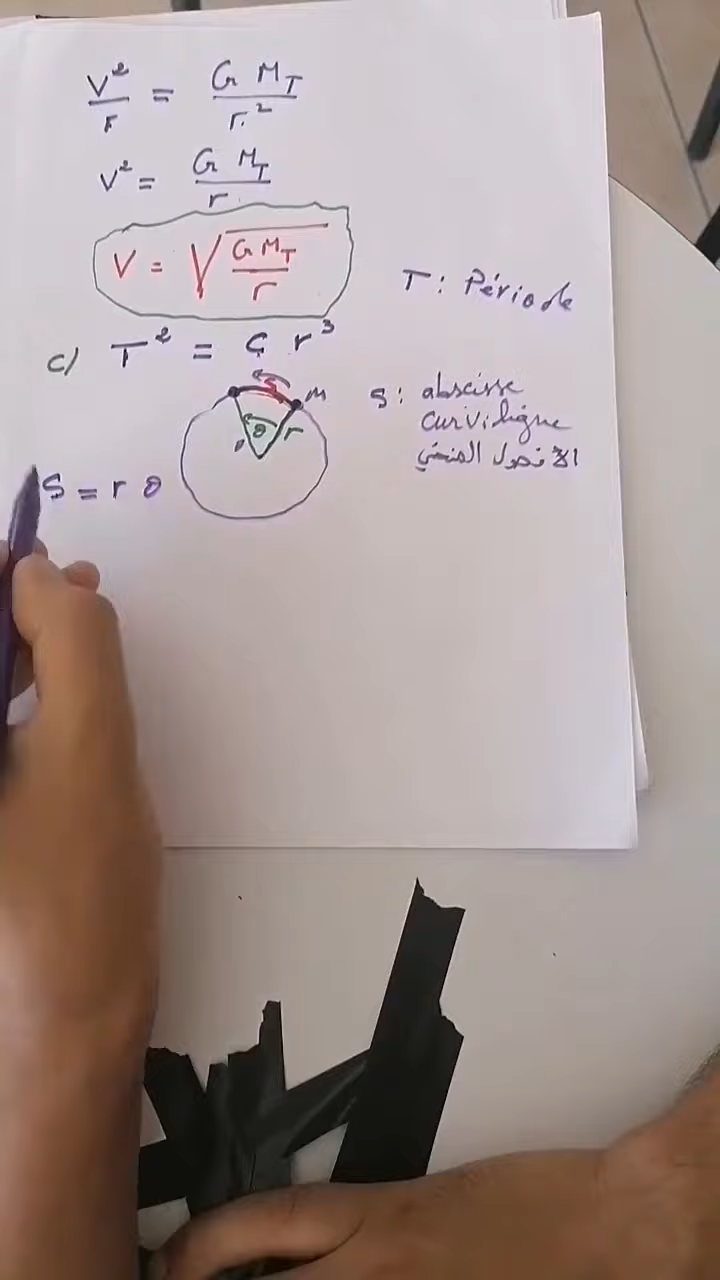 V² / r = G M_T / r²
V² = G M_T / r
V = √(G M_T / r)
T : Période
c) T² = C r³
S M
θ r
S : abscisse
curviligne
الأفصول المنحني
S = r θ